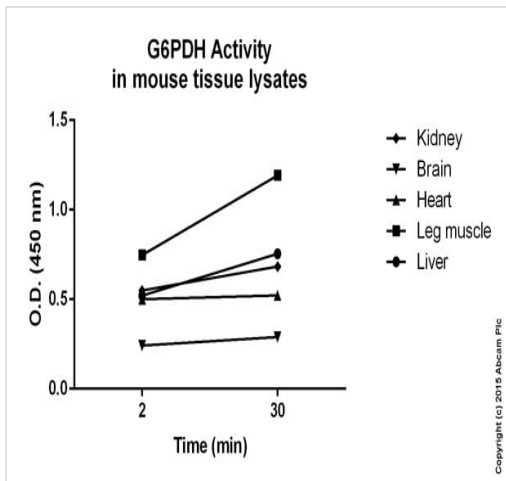 G6PDH Activity
in mouse tissue lysates
1.5
1.0
0.5
0.0
O.D. (450 nm)
2
30
Time (min)
Kidney
Brain
Heart
Leg muscle
Liver
Copyright (c) 2015 Abcam Plc